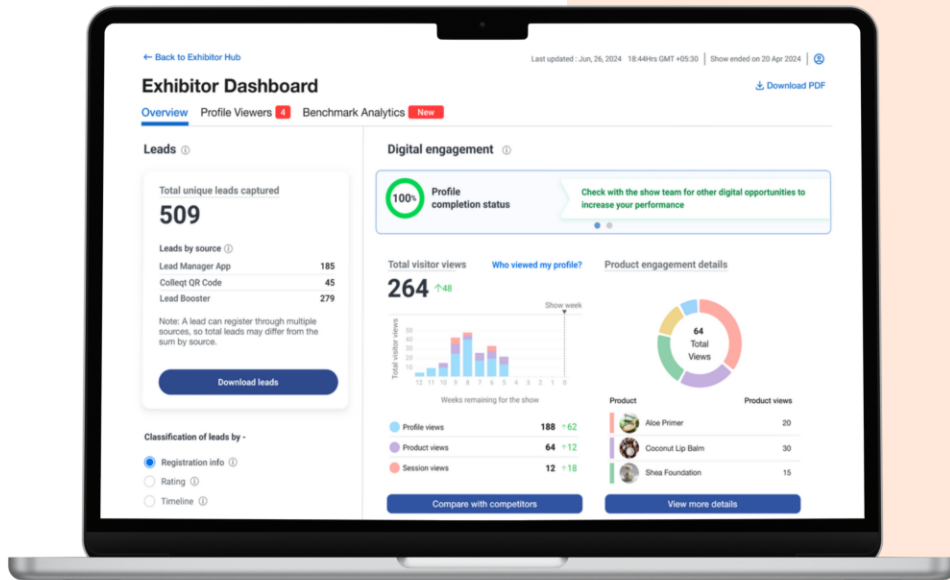 ← Back to Exhibitor Hub
Last updated : Jun, 26, 2024 18:44Hrs GMT +05:30 | Show ended on 20 Apr 2024
Exhibitor Dashboard
Download PDF
Overview Profile Viewers 4 Benchmark Analytics New
Leads
Total unique leads captured
509
Leads by source
Lead Manager App 185
Colleqt QR Code 45
Lead Booster 279
Note: A lead can register through multiple
sources, so total leads may differ from the
sum by source.
Download leads
Classification of leads by -
Registration info
Rating
Timeline
Digital engagement
100%
Profile
completion status
Check with the show team for other digital opportunities to
increase your performance
Total visitor views Who viewed my profile?
264 ↑48
Show week
Total visitor views
50
40
30
20
10
12 11 10 9 8 7 6 5 4 3 2 1 0
Weeks remaining for the show
Profile views 188 ↑62
Product views 64 ↑12
Session views 12 ↑18
Compare with competitors
Product engagement details
64
Total
Views
Product Product views
Aloe Primer 20
Coconut Lip Balm 30
Shea Foundation 15
View more details